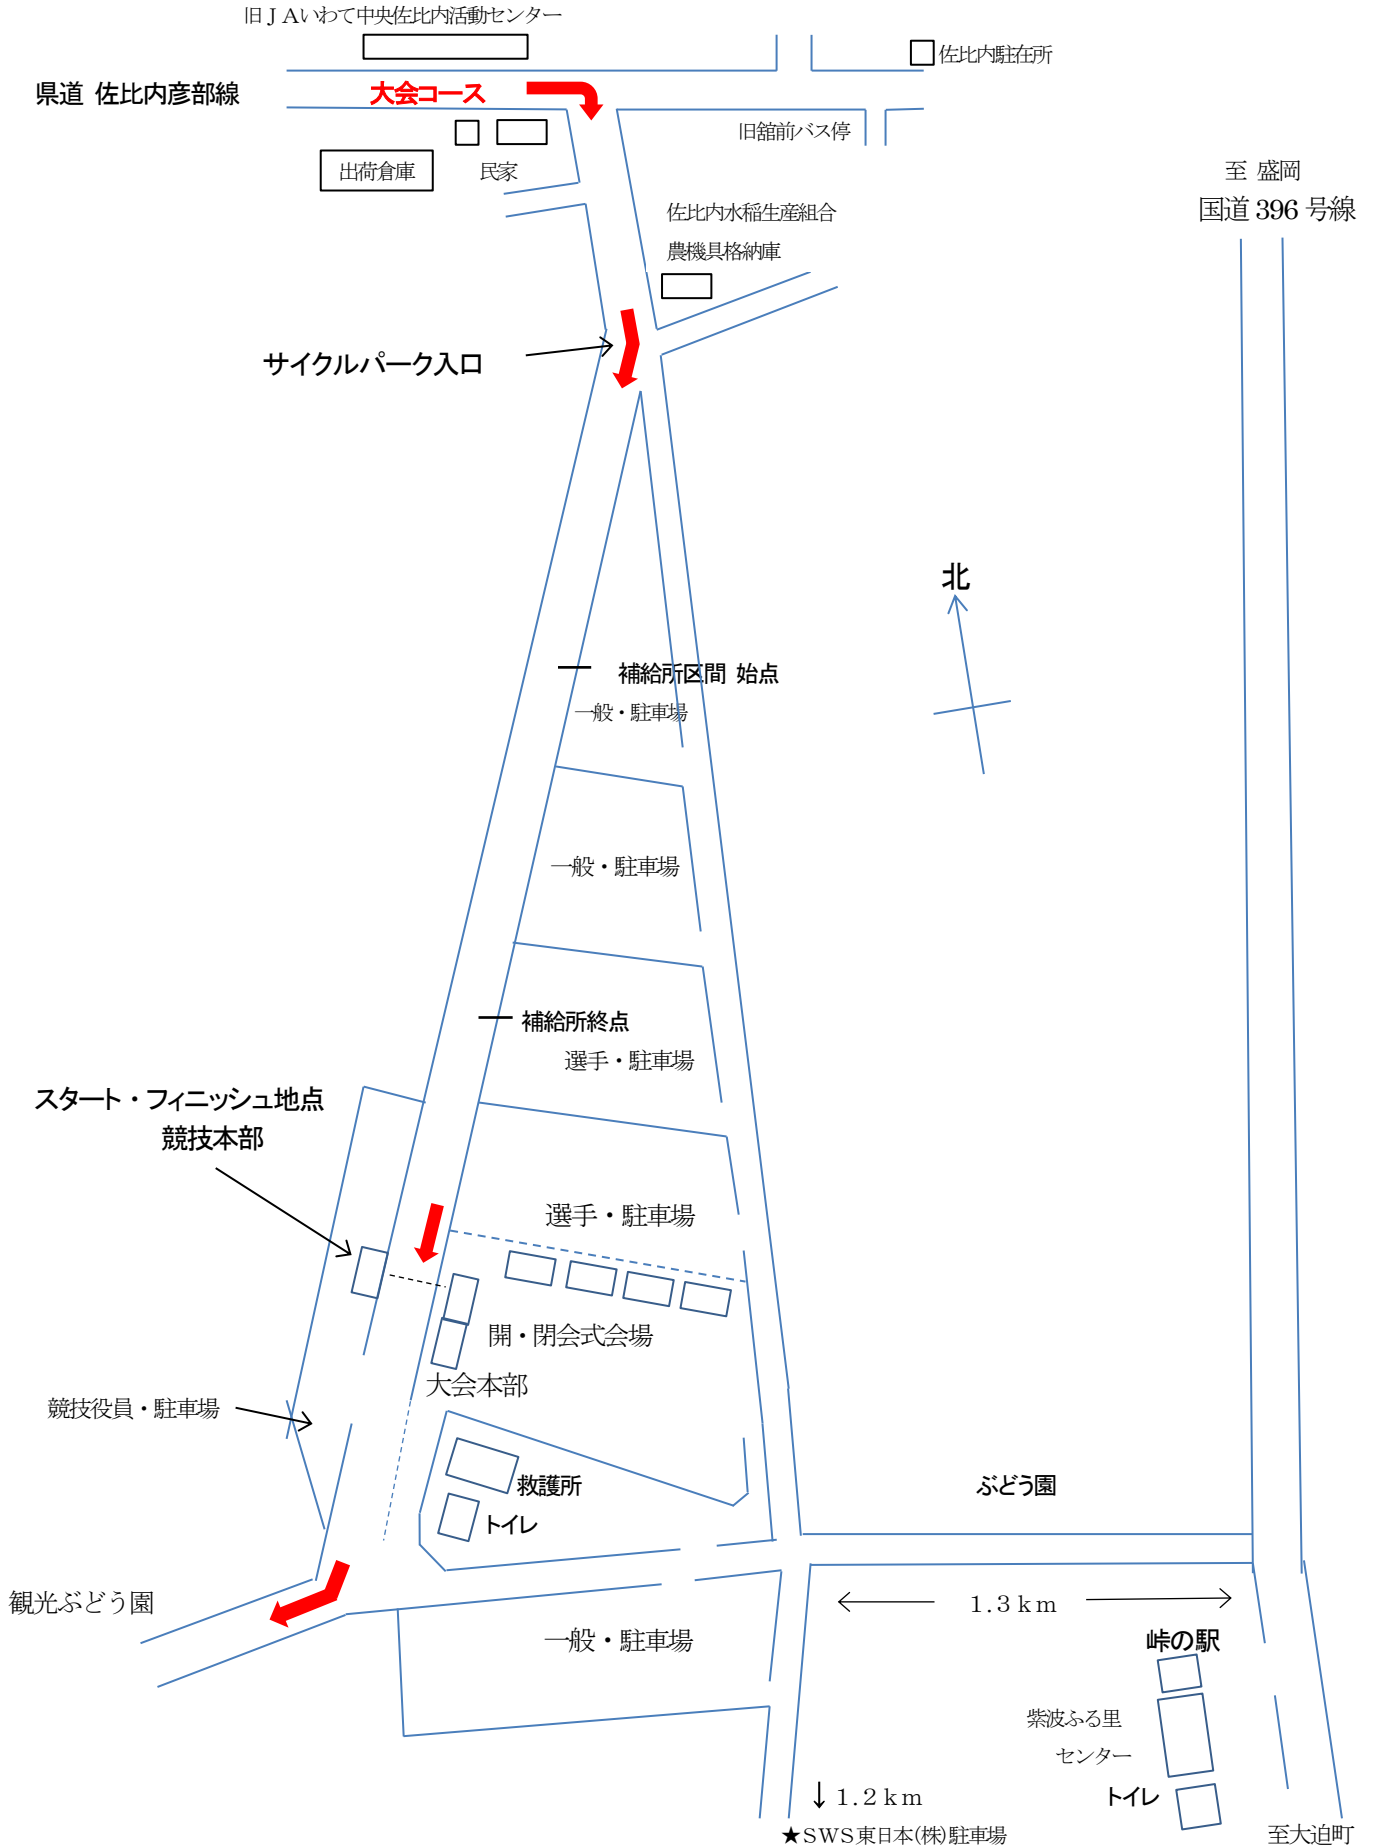 旧ＪＡいわて中央佐比内活動センター
佐比内駐在所
県道 佐比内彦部線
大会コース
旧舘前バス停
出荷倉庫
民家
至 盛岡
国道 396 号線
佐比内水稲生産組合
農機具格納庫
サイクルパーク入口
北
補給所区間 始点
一般・駐車場
一般・駐車場
補給所終点
選手・駐車場
スタート・フィニッシュ地点
競技本部
選手・駐車場
開・閉会式会場
大会本部
競技役員・駐車場
救護所
ぶどう園
トイレ
観光ぶどう園
1.3ｋｍ
一般・駐車場
峠の駅
紫波ふる里
センター
トイレ
↓1.2ｋｍ
★SWS東日本(株)駐車場
至大迫町